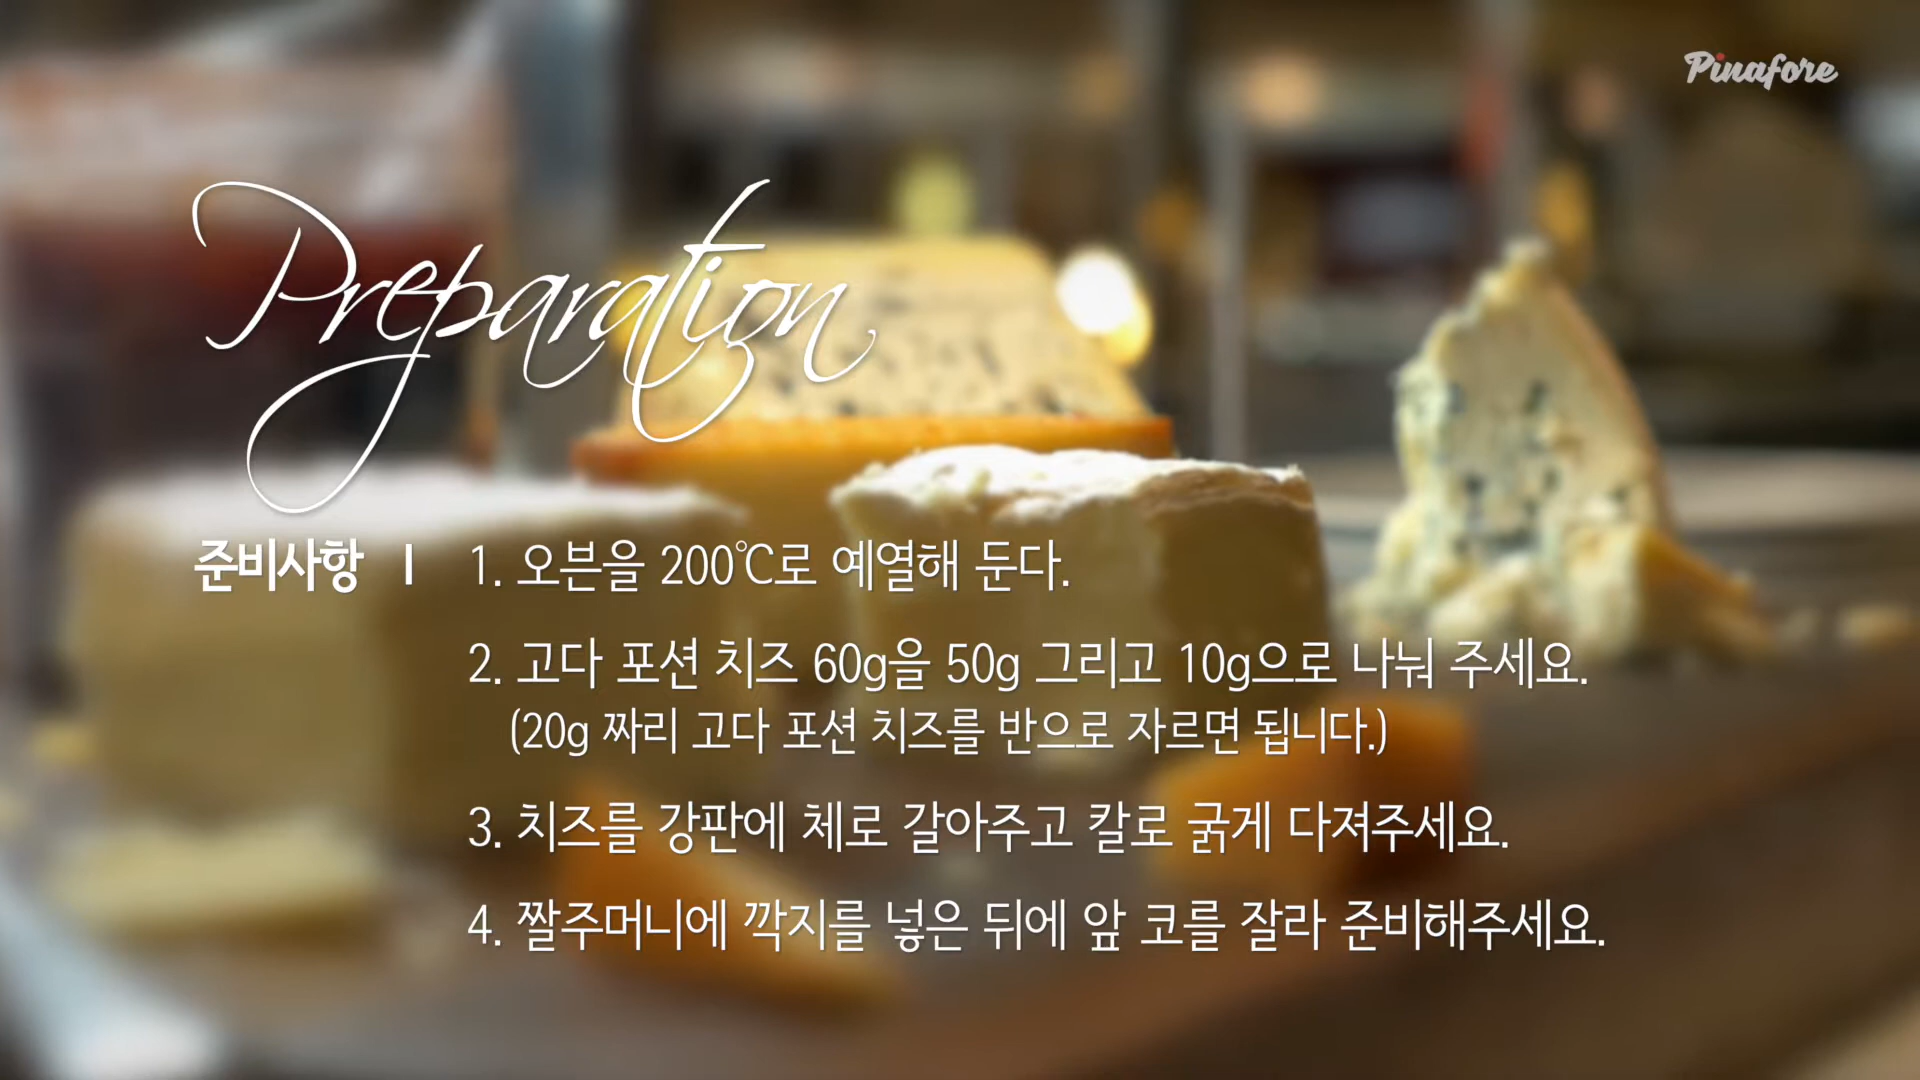 Pinafore
Preparation
준비사항 | 1. 오븐을 200℃로 예열해 둔다.
2. 고다 포션 치즈 60g을 50g 그리고 10g으로 나눠 주세요.
(20g 짜리 고다 포션 치즈를 반으로 자르면 됩니다.)
3. 치즈를 강판에 체로 갈아주고 칼로 굵게 다져주세요.
4. 짤주머니에 깍지를 넣은 뒤에 앞 코를 잘라 준비해주세요.